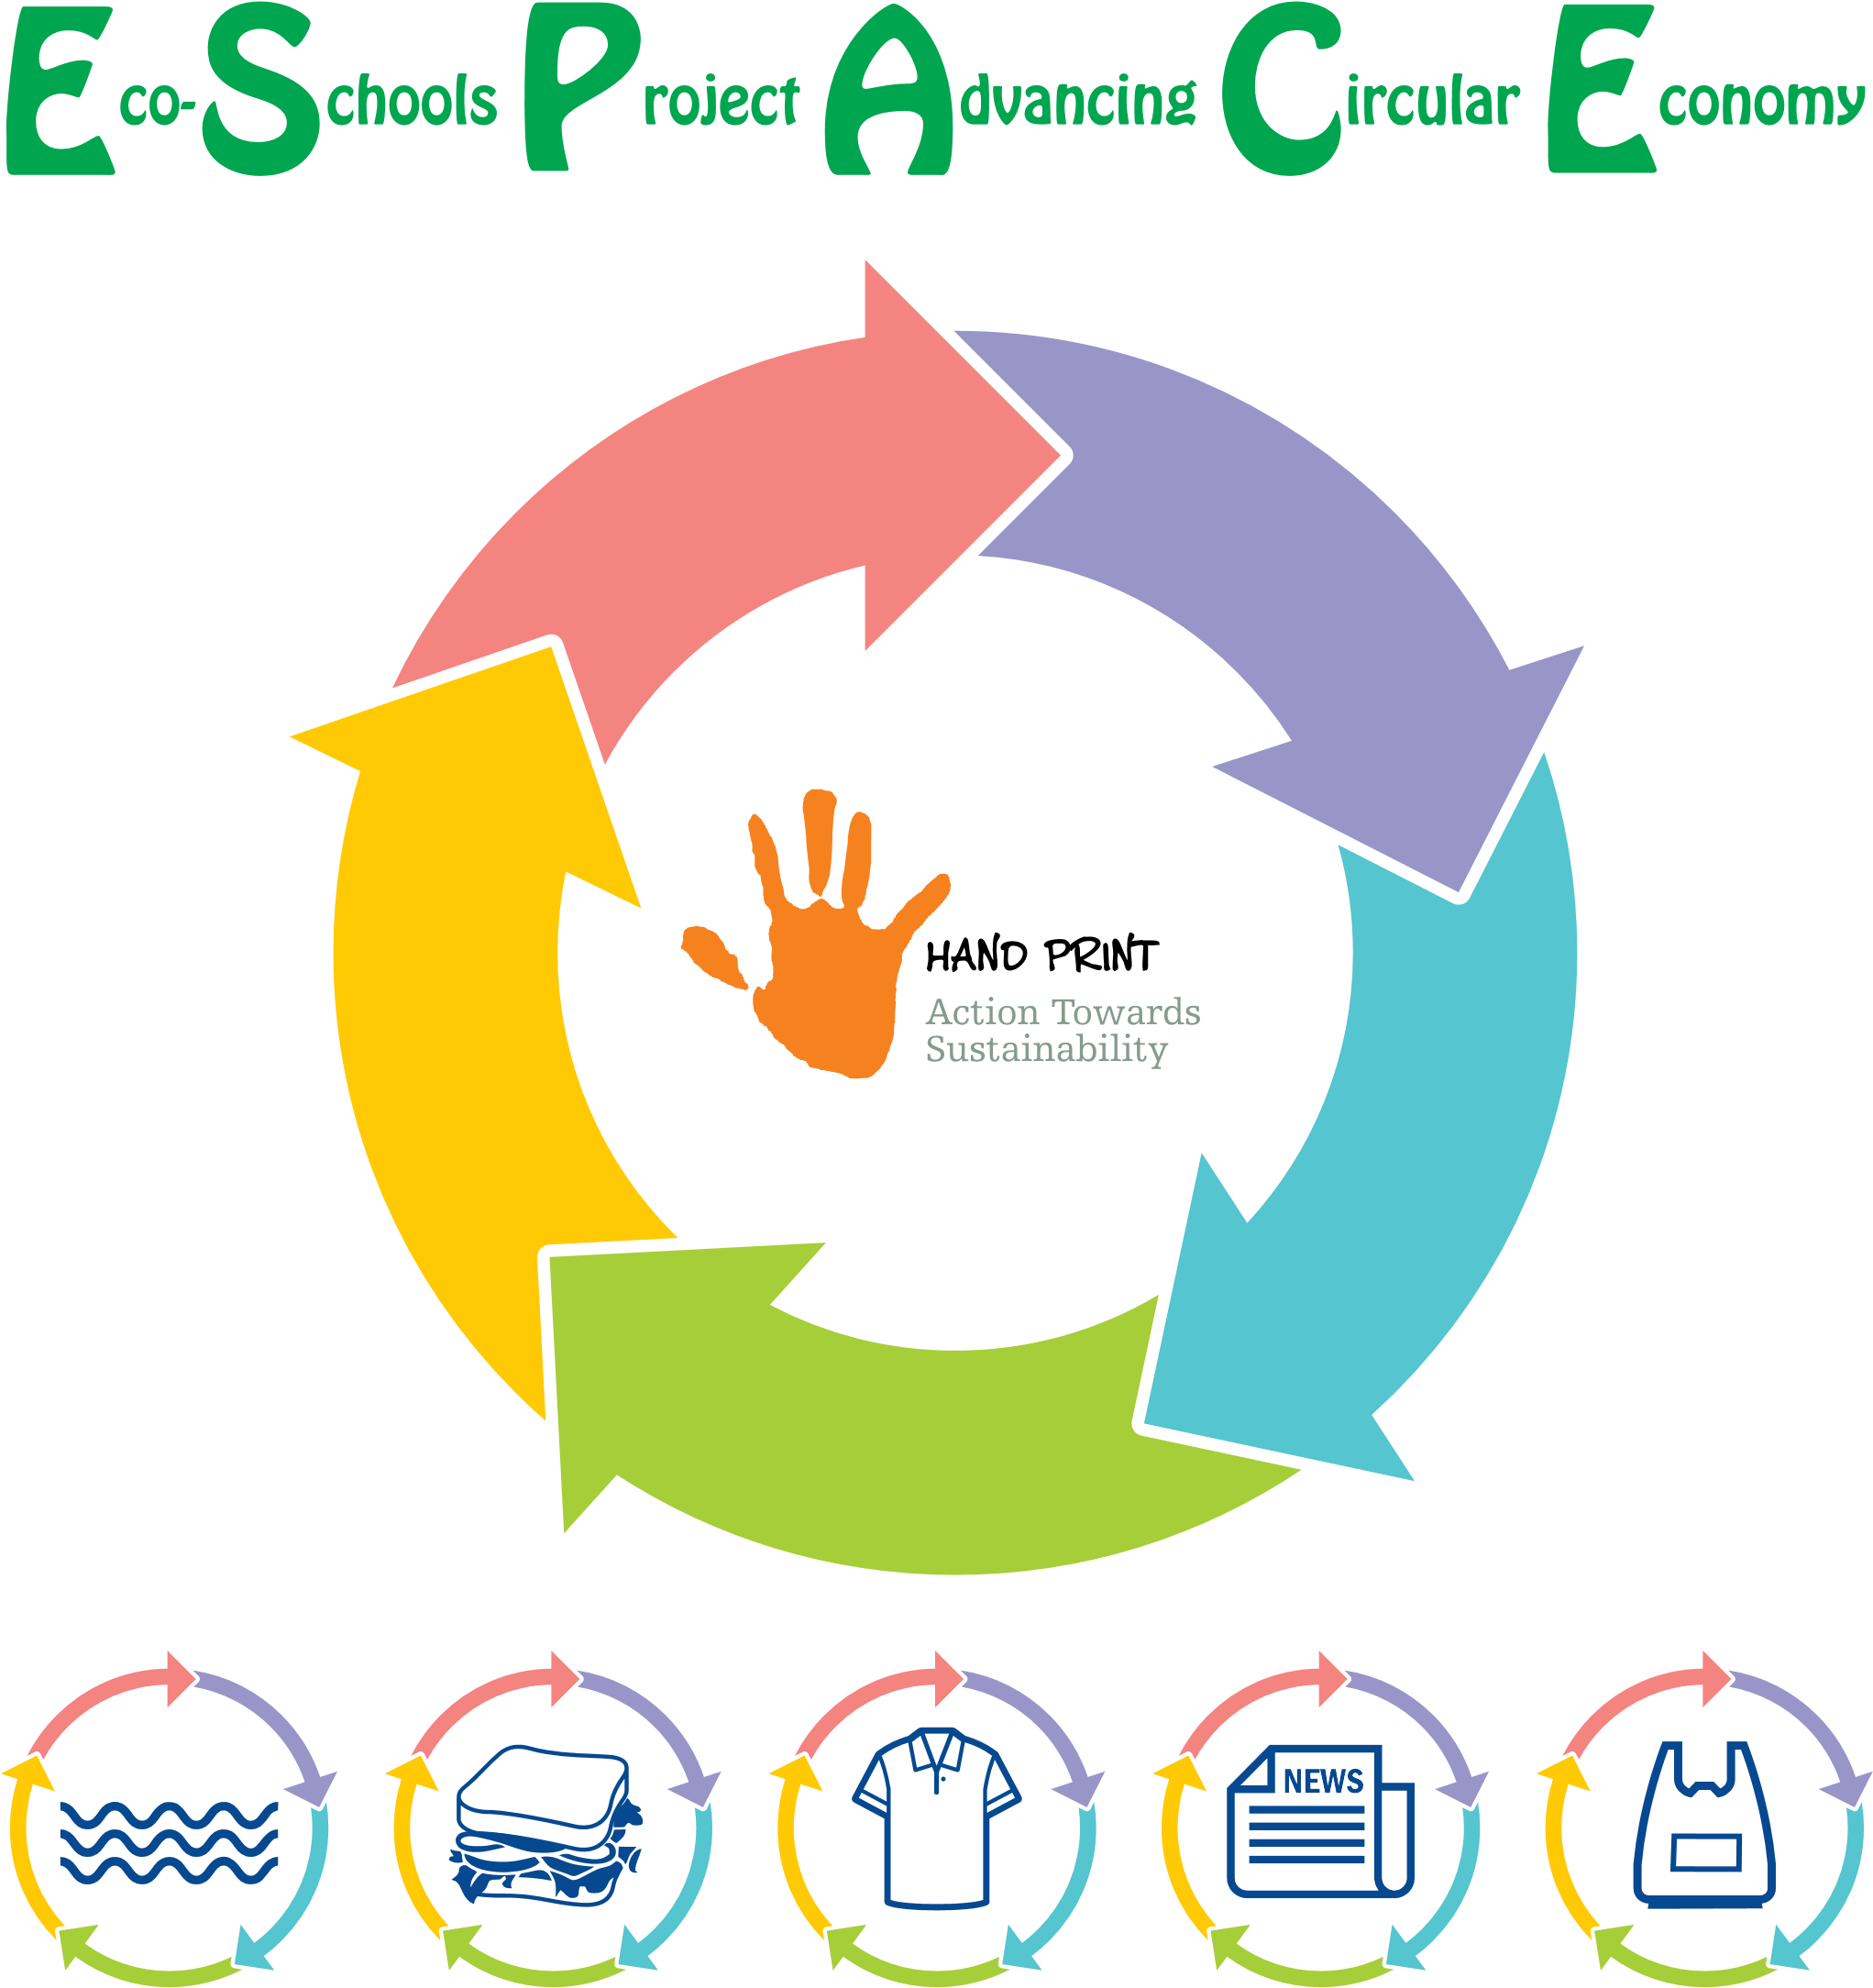 Eco-Schools Project Advancing Circular Economy
HAND PRINT
Action Towards
Sustainability
NEWS